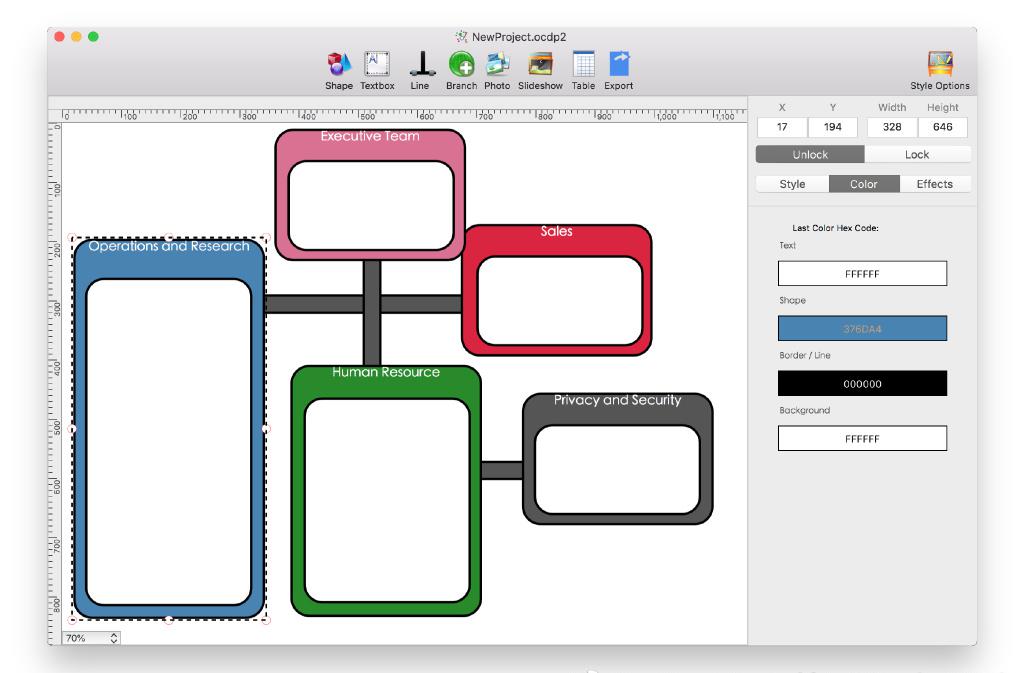 NewProject.ocdp2
Shape Textbox Line Branch Photo Slideshow Table Export Style Options
X Y Width Height
17 194 328 646
Unlock Lock
Style Color Effects
Last Color Hex Code:
Text
FFFFFF
Shape
376DA4
Border / Line
000000
Background
FFFFFF
0 100 200 300 400 500 600 700 800 900 1,000 1,100
0
100
200
300
400
500
600
700
800
Executive Team
Sales
Operations and Research
Human Resource
Privacy and Security
70%